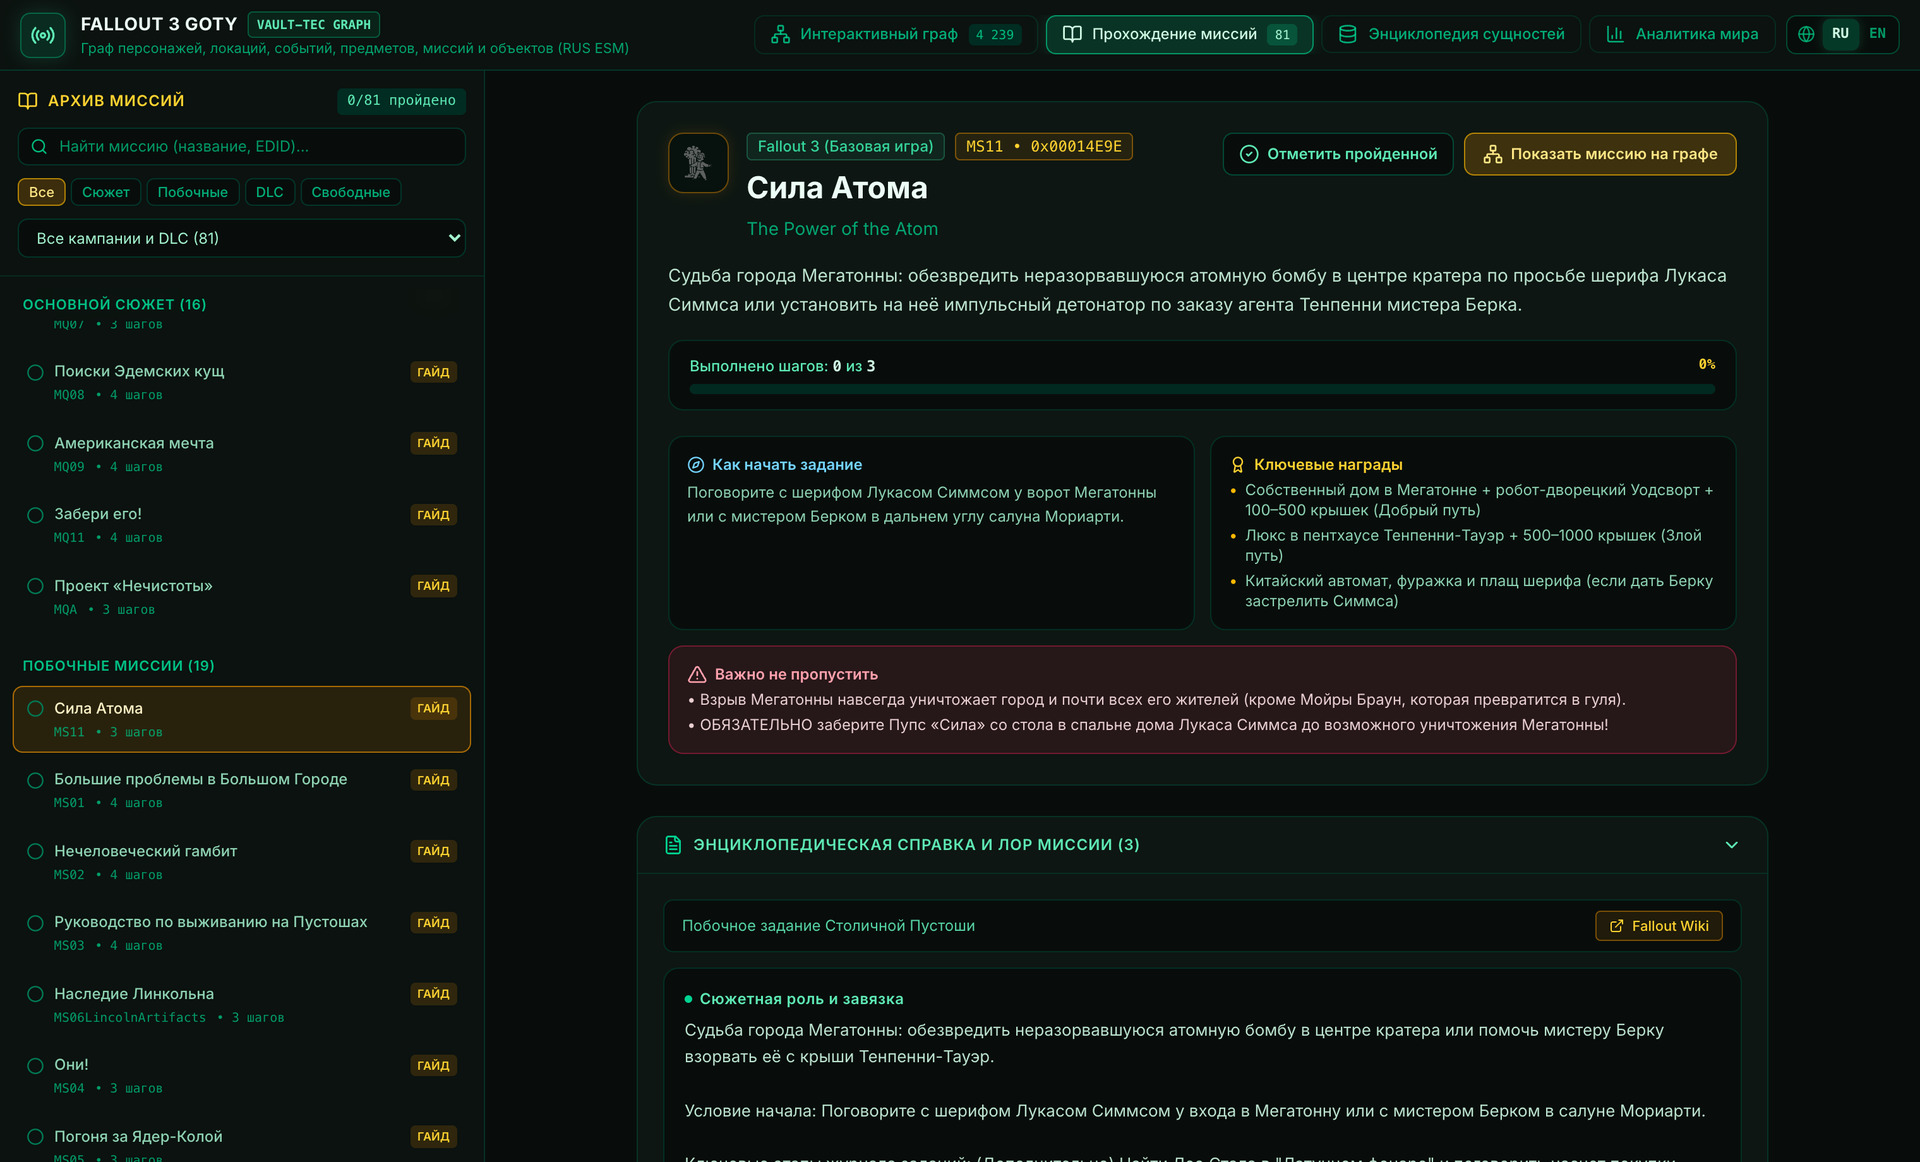 FALLOUT 3 GOTY
VAULT-TEC GRAPH
Граф персонажей, локаций, событий, предметов, миссий и объектов (RUS ESM)
Интерактивный граф 4 239
Прохождение миссий 81
Энциклопедия сущностей
Аналитика мира
RU EN
АРХИВ МИССИЙ
0/81 пройдено
Найти миссию (название, EDID)...
Все Сюжет Побочные DLC Свободные
Все кампании и DLC (81)
ОСНОВНОЙ СЮЖЕТ (16)
MQ07 • 3 шагов
Поиски Эдемских кущ ГАЙД
MQ08 • 4 шагов
Американская мечта ГАЙД
MQ09 • 4 шагов
Забери его! ГАЙД
MQ11 • 4 шагов
Проект «Нечистоты» ГАЙД
MQA • 3 шагов
ПОБОЧНЫЕ МИССИИ (19)
Сила Атома ГАЙД
MS11 • 3 шагов
Большие проблемы в Большом Городе ГАЙД
MS01 • 4 шагов
Нечеловеческий гамбит ГАЙД
MS02 • 4 шагов
Руководство по выживанию на Пустошах ГАЙД
MS03 • 4 шагов
Наследие Линкольна ГАЙД
MS06LincolnArtifacts • 3 шагов
Они! ГАЙД
MS04 • 3 шагов
Погоня за Ядер-Колой ГАЙД
MS05 • 3 шагов
Fallout 3 (Базовая игра)
MS11 • 0x00014E9E
Отметить пройденной
Показать миссию на графе
Сила Атома
The Power of the Atom
Судьба города Мегатонны: обезвредить неразорвавшуюся атомную бомбу в центре кратера по просьбе шерифа Лукаса
Симмса или установить на неё импульсный детонатор по заказу агента Тенпенни мистера Берка.
Выполнено шагов: 0 из 3
0%
Как начать задание
Поговорите с шерифом Лукасом Симмсом у ворот Мегатонны
или с мистером Берком в дальнем углу салуна Мориарти.
Ключевые награды
• Собственный дом в Мегатонне + робот-дворецкий Уодсворт +
100–500 крышек (Добрый путь)
• Люкс в пентхаусе Тенпенни-Тауэр + 500–1000 крышек (Злой
путь)
• Китайский автомат, фуражка и плащ шерифа (если дать Берку
застрелить Симмса)
Важно не пропустить
• Взрыв Мегатонны навсегда уничтожает город и почти всех его жителей (кроме Мойры Браун, которая превратится в гуля).
• ОБЯЗАТЕЛЬНО заберите Пупс «Сила» со стола в спальне дома Лукаса Симмса до возможного уничтожения Мегатонны!
ЭНЦИКЛОПЕДИЧЕСКАЯ СПРАВКА И ЛОР МИССИИ (3)
Побочное задание Столичной Пустоши
Fallout Wiki
• Сюжетная роль и завязка
Судьба города Мегатонны: обезвредить неразорвавшуюся атомную бомбу в центре кратера или помочь мистеру Берку
взорвать её с крыши Тенпенни-Тауэр.
Условие начала: Поговорите с шерифом Лукасом Симмсом у входа в Мегатонну или с мистером Берком в салуне Мориарти.